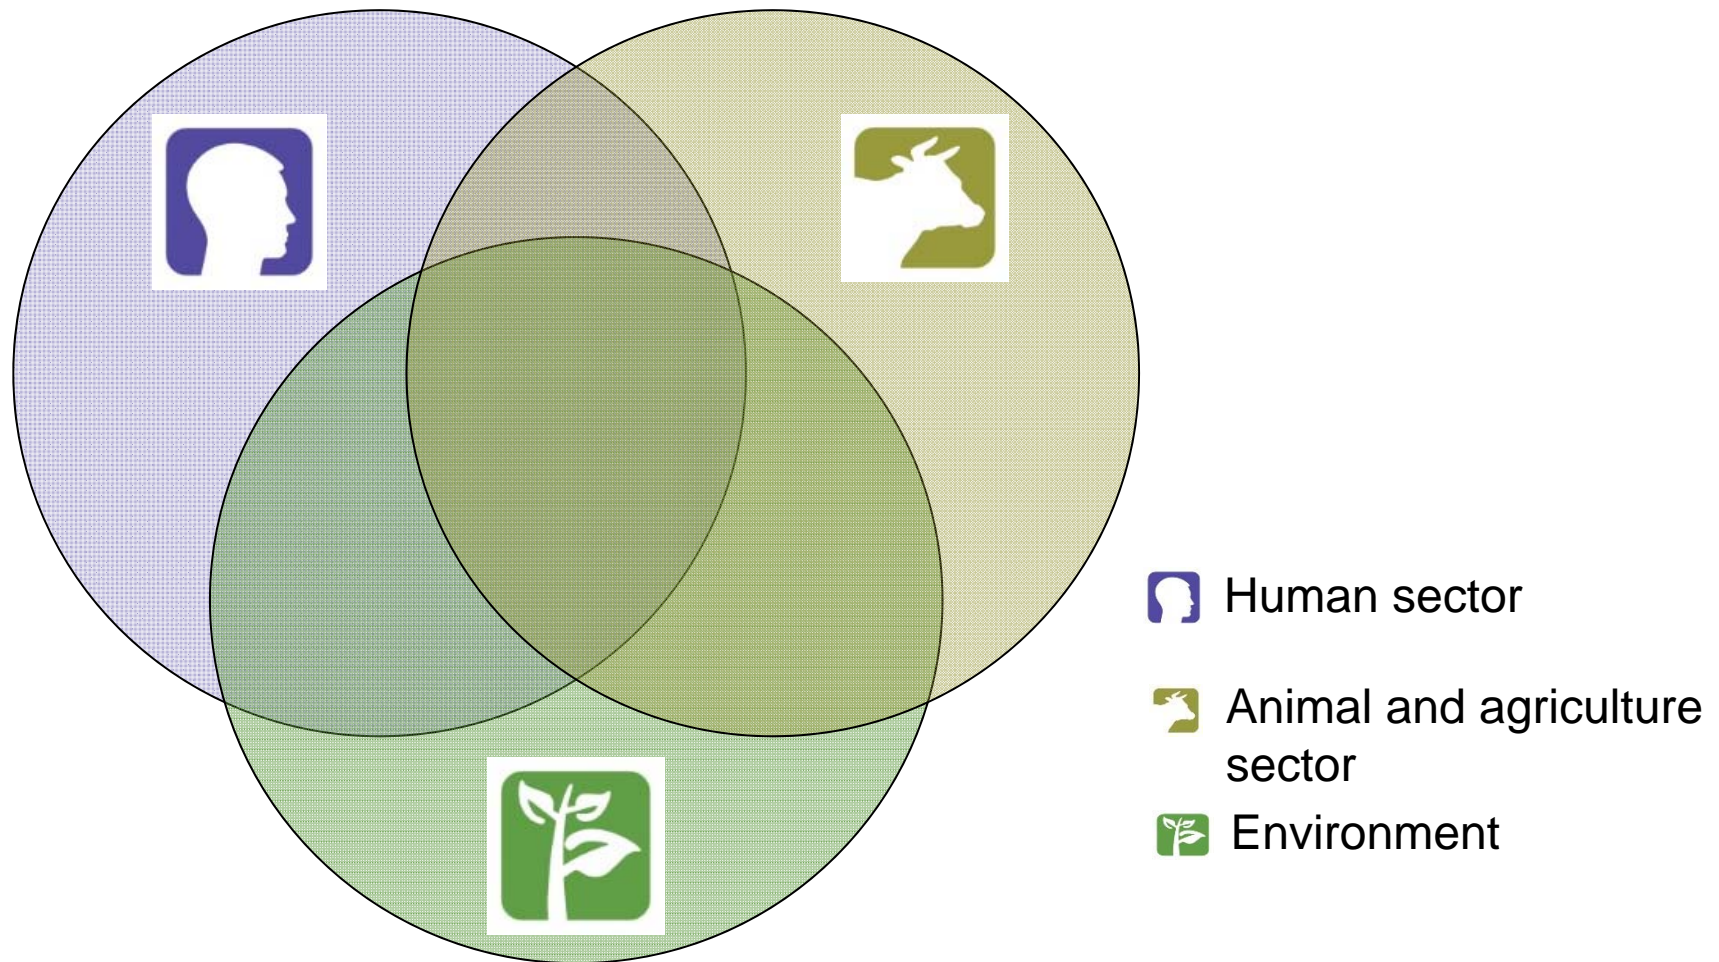 Human sector
Animal and agriculture
sector
Environment